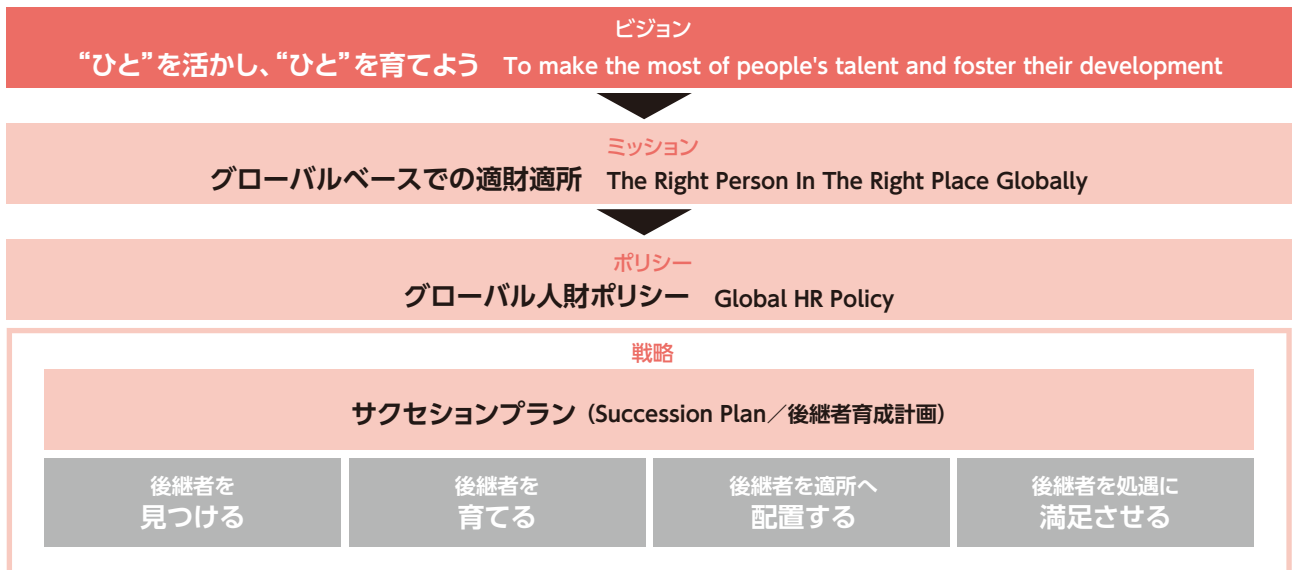 ビジョン
“ひと”を活かし、“ひと”を育てよう To make the most of people's talent and foster their development
ミッション
グローバルベースでの適財適所 The Right Person In The Right Place Globally
ポリシー
グローバル人財ポリシー Global HR Policy
戦略
サクセションプラン（Succession Plan／後継者育成計画）
後継者を
見つける
後継者を
育てる
後継者を適所へ
配置する
後継者を処遇に
満足させる